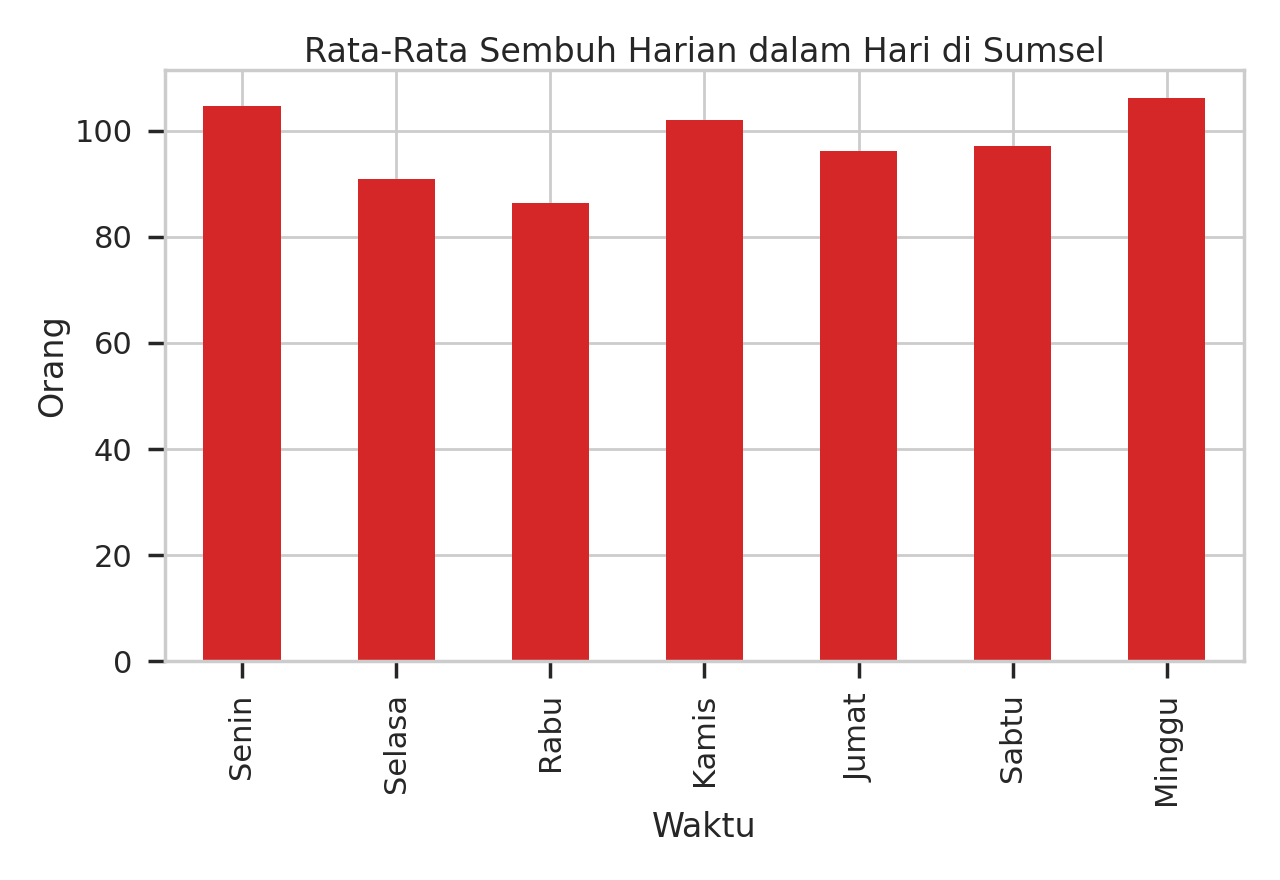 Rata-Rata Sembuh Harian dalam Hari di Sumsel
Orang
100
80
60
40
20
0
Senin
Selasa
Rabu
Kamis
Jumat
Sabtu
Minggu
Waktu